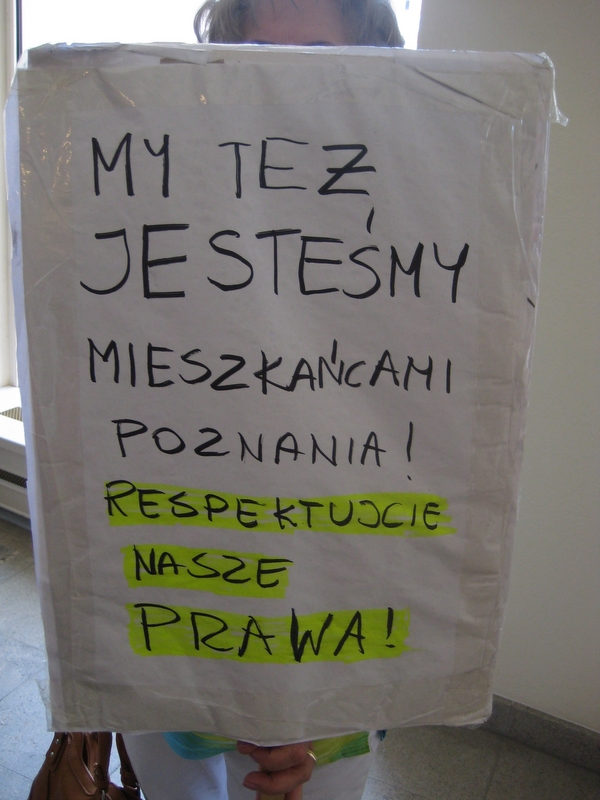 MY TEŻ
JESTEŚMY
MIESZKAŃCAMI
POZNANIA!
RESPEKTUJCIE
NASZE
PRAWA!